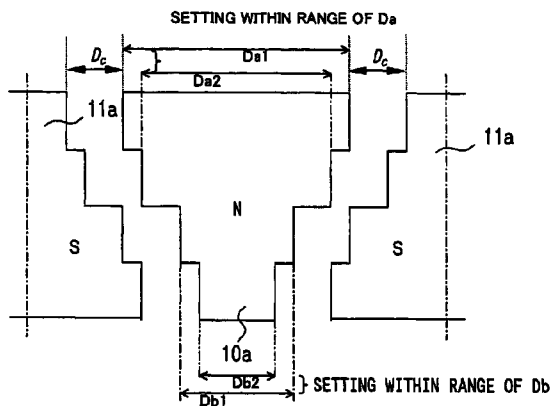 SETTING WITHIN RANGE OF Da
Dc
Da1
Dc
Da2
11a
11a
N
S
S
10a
Db2
Db1
SETTING WITHIN RANGE OF Db